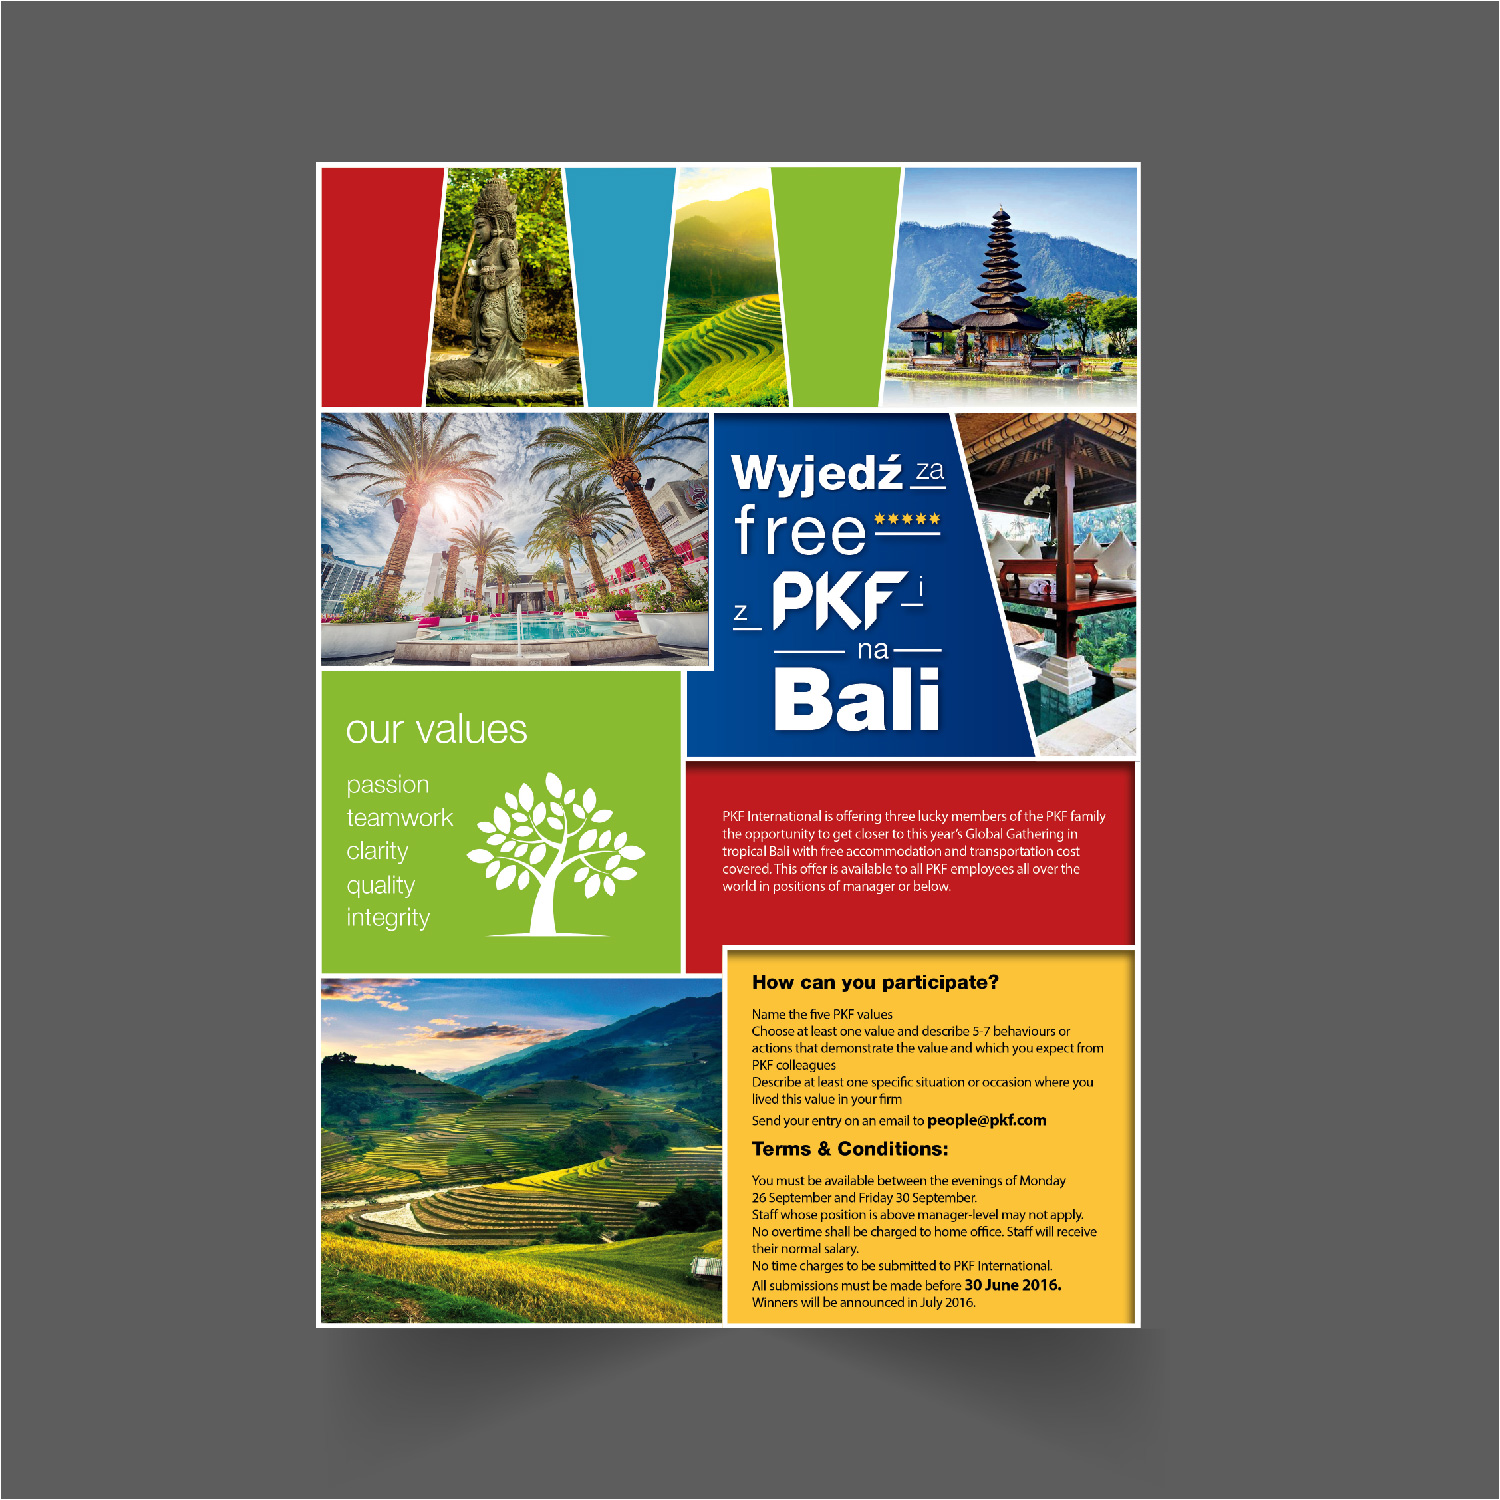 Wyjedź za
free
z PKF i
na
Bali
our values
passion
teamwork
clarity
quality
integrity
PKF International is offering three lucky members of the PKF family
the opportunity to get closer to this year's Global Gathering in
tropical Bali with free accommodation and transportation cost
covered. This offer is available to all PKF employees all over the
world in positions of manager or below.
How can you participate?
Name the five PKF values
Choose at least one value and describe 5-7 behaviours or
actions that demonstrate the value and which you expect from
PKF colleagues
Describe at least one specific situation or occasion where you
lived this value in your firm
Send your entry on an email to people@pkf.com
Terms & Conditions:
You must be available between the evenings of Monday
26 September and Friday 30 September.
Staff whose position is above manager-level may not apply.
No overtime shall be charged to home office. Staff will receive
their normal salary.
No time charges to be submitted to PKF International.
All submissions must be made before 30 June 2016.
Winners will be announced in July 2016.